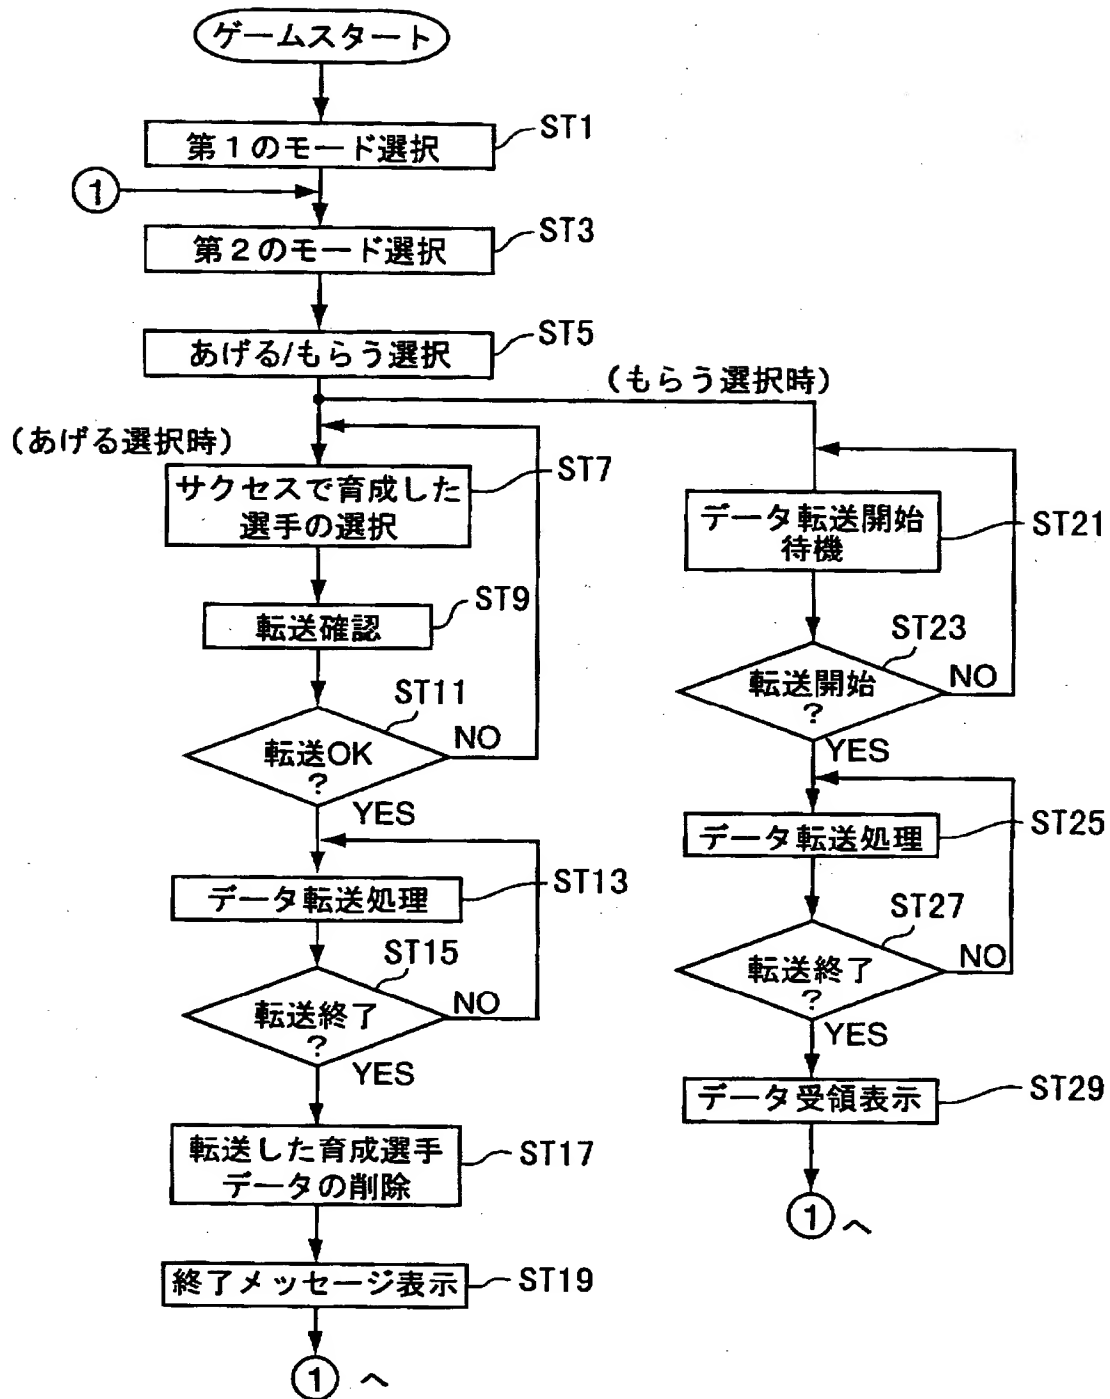 ゲームスタート
第1のモード選択
ST1
①
第2のモード選択
ST3
あげる/もらう選択
ST5
(あげる選択時)
(もらう選択時)
サクセスで育成した
選手の選択
ST7
転送確認
ST9
転送OK
?
ST11
NO
YES
データ転送処理
ST13
転送終了
?
ST15
NO
YES
転送した育成選手
データの削除
ST17
終了メッセージ表示
ST19
①へ
データ転送開始
待機
ST21
転送開始
?
ST23
NO
YES
データ転送処理
ST25
転送終了
?
ST27
NO
YES
データ受領表示
ST29
①へ